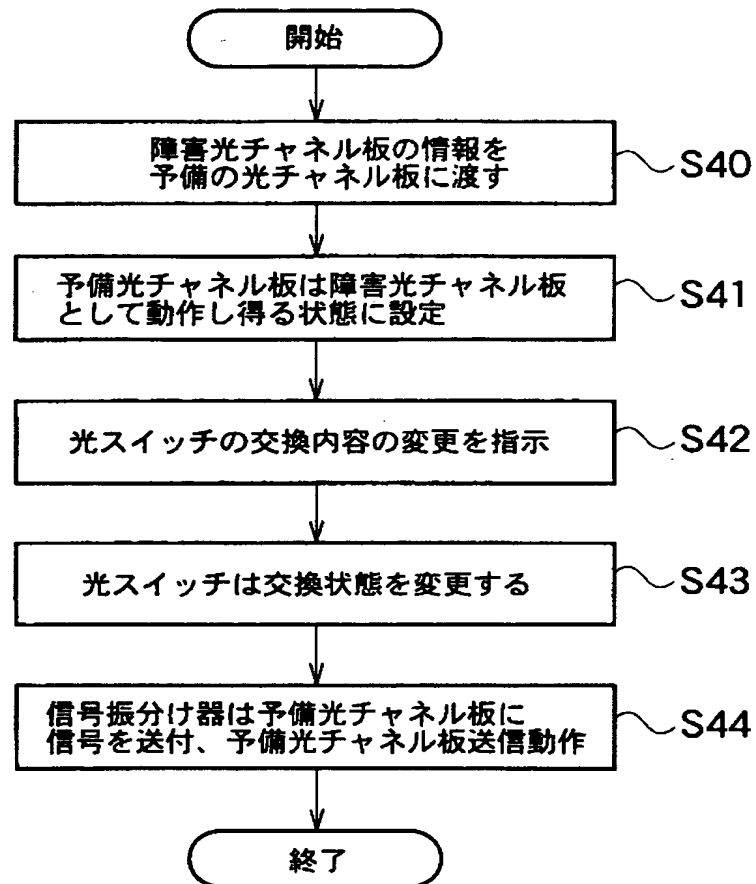 開始
障害光チャネル板の情報を
予備の光チャネル板に渡す
S40
予備光チャネル板は障害光チャネル板
として動作し得る状態に設定
S41
光スイッチの交換内容の変更を指示
S42
光スイッチは交換状態を変更する
S43
信号振分け器は予備光チャネル板に
信号を送付、予備光チャネル板送信動作
S44
終了